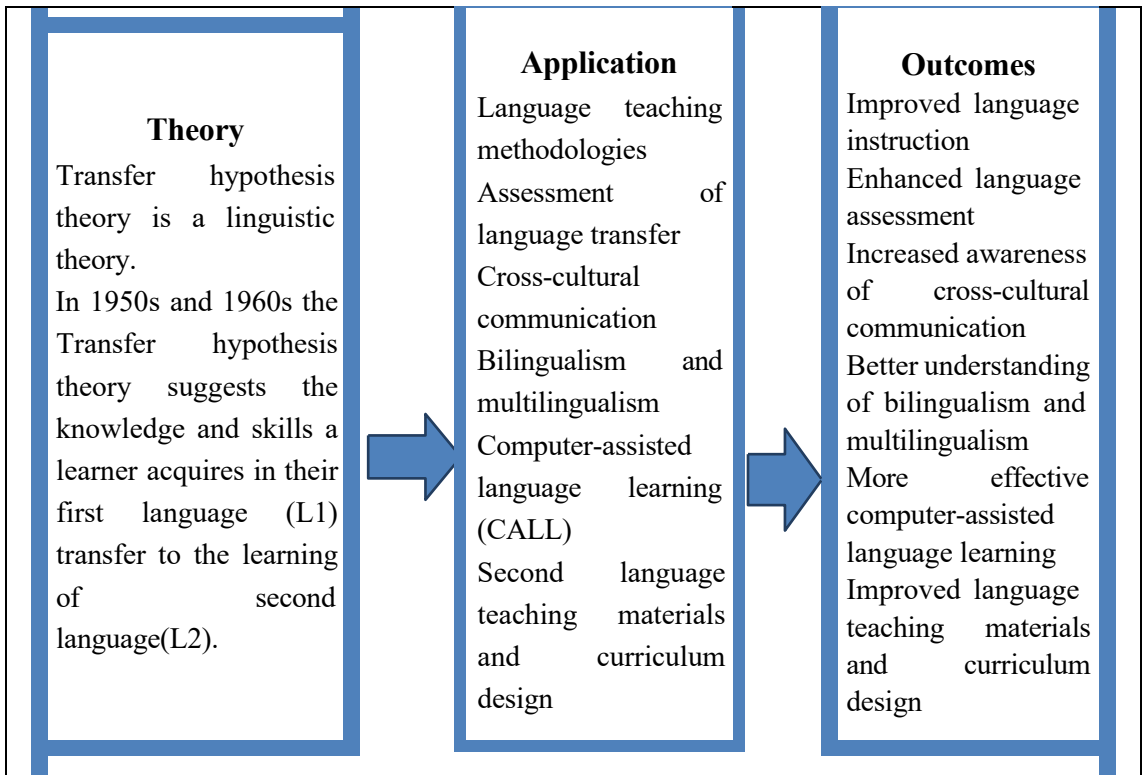 Theory
Transfer hypothesis
theory is a linguistic
theory.
In 1950s and 1960s the
Transfer hypothesis
theory suggests the
knowledge and skills a
learner acquires in their
first language (L1)
transfer to the learning
of second
language(L2).
Application
Language teaching
methodologies
Assessment of
language transfer
Cross-cultural
communication
Bilingualism and
multilingualism
Computer-assisted
language learning
(CALL)
Second language
teaching materials
and curriculum
design
Outcomes
Improved language
instruction
Enhanced language
assessment
Increased awareness
of cross-cultural
communication
Better understanding
of bilingualism and
multilingualism
More effective
computer-assisted
language learning
Improved language
teaching materials
and curriculum
design